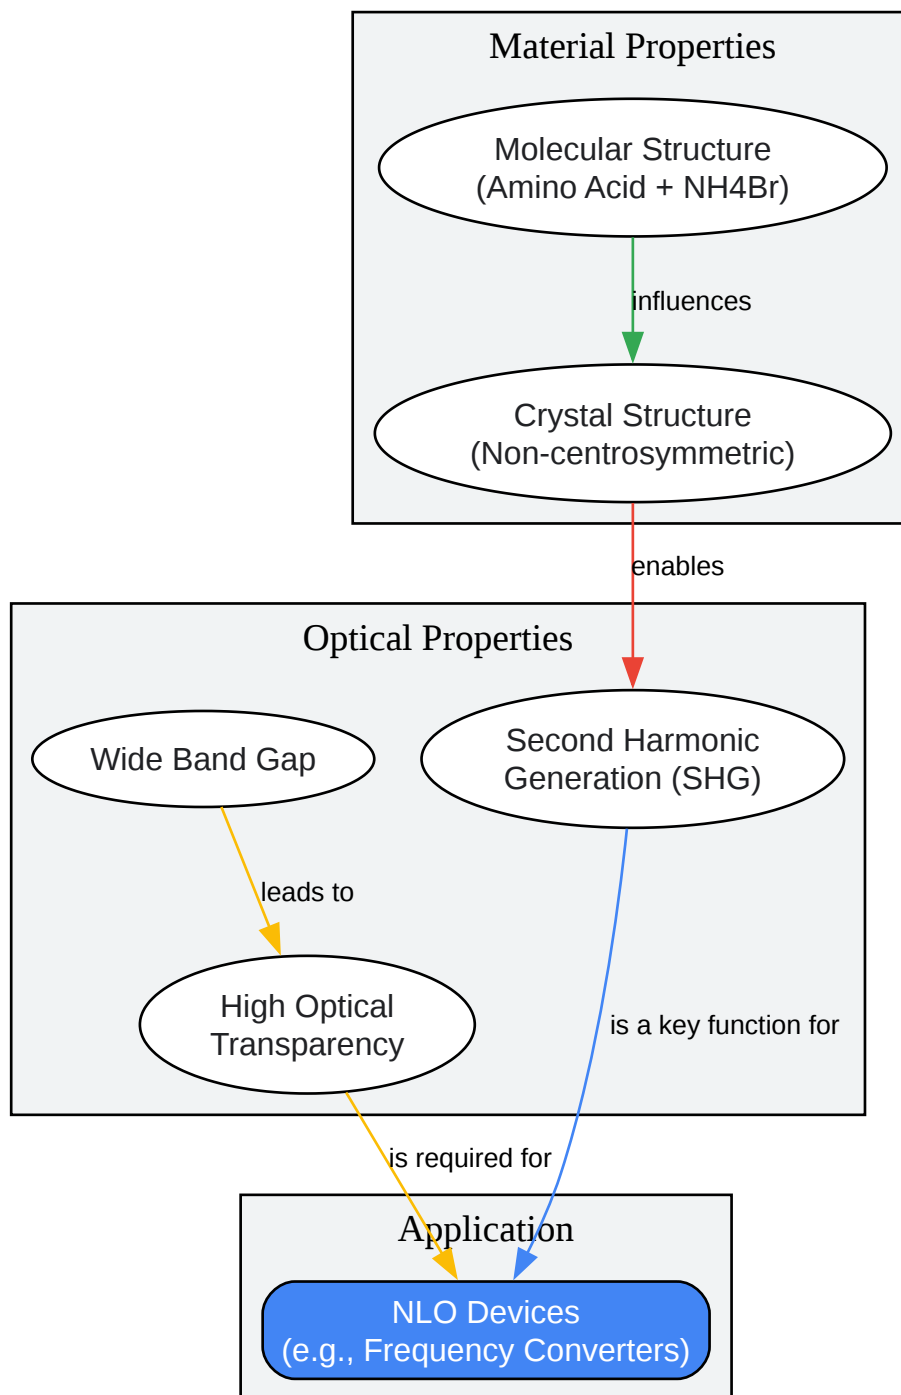 Material Properties
Molecular Structure
(Amino Acid + NH4Br)
influences
Crystal Structure
(Non-centrosymmetric)
enables
Optical Properties
Wide Band Gap
Second Harmonic
Generation (SHG)
leads to
High Optical
Transparency
is a key function for
is required for
Application
NLO Devices
(e.g., Frequency Converters)